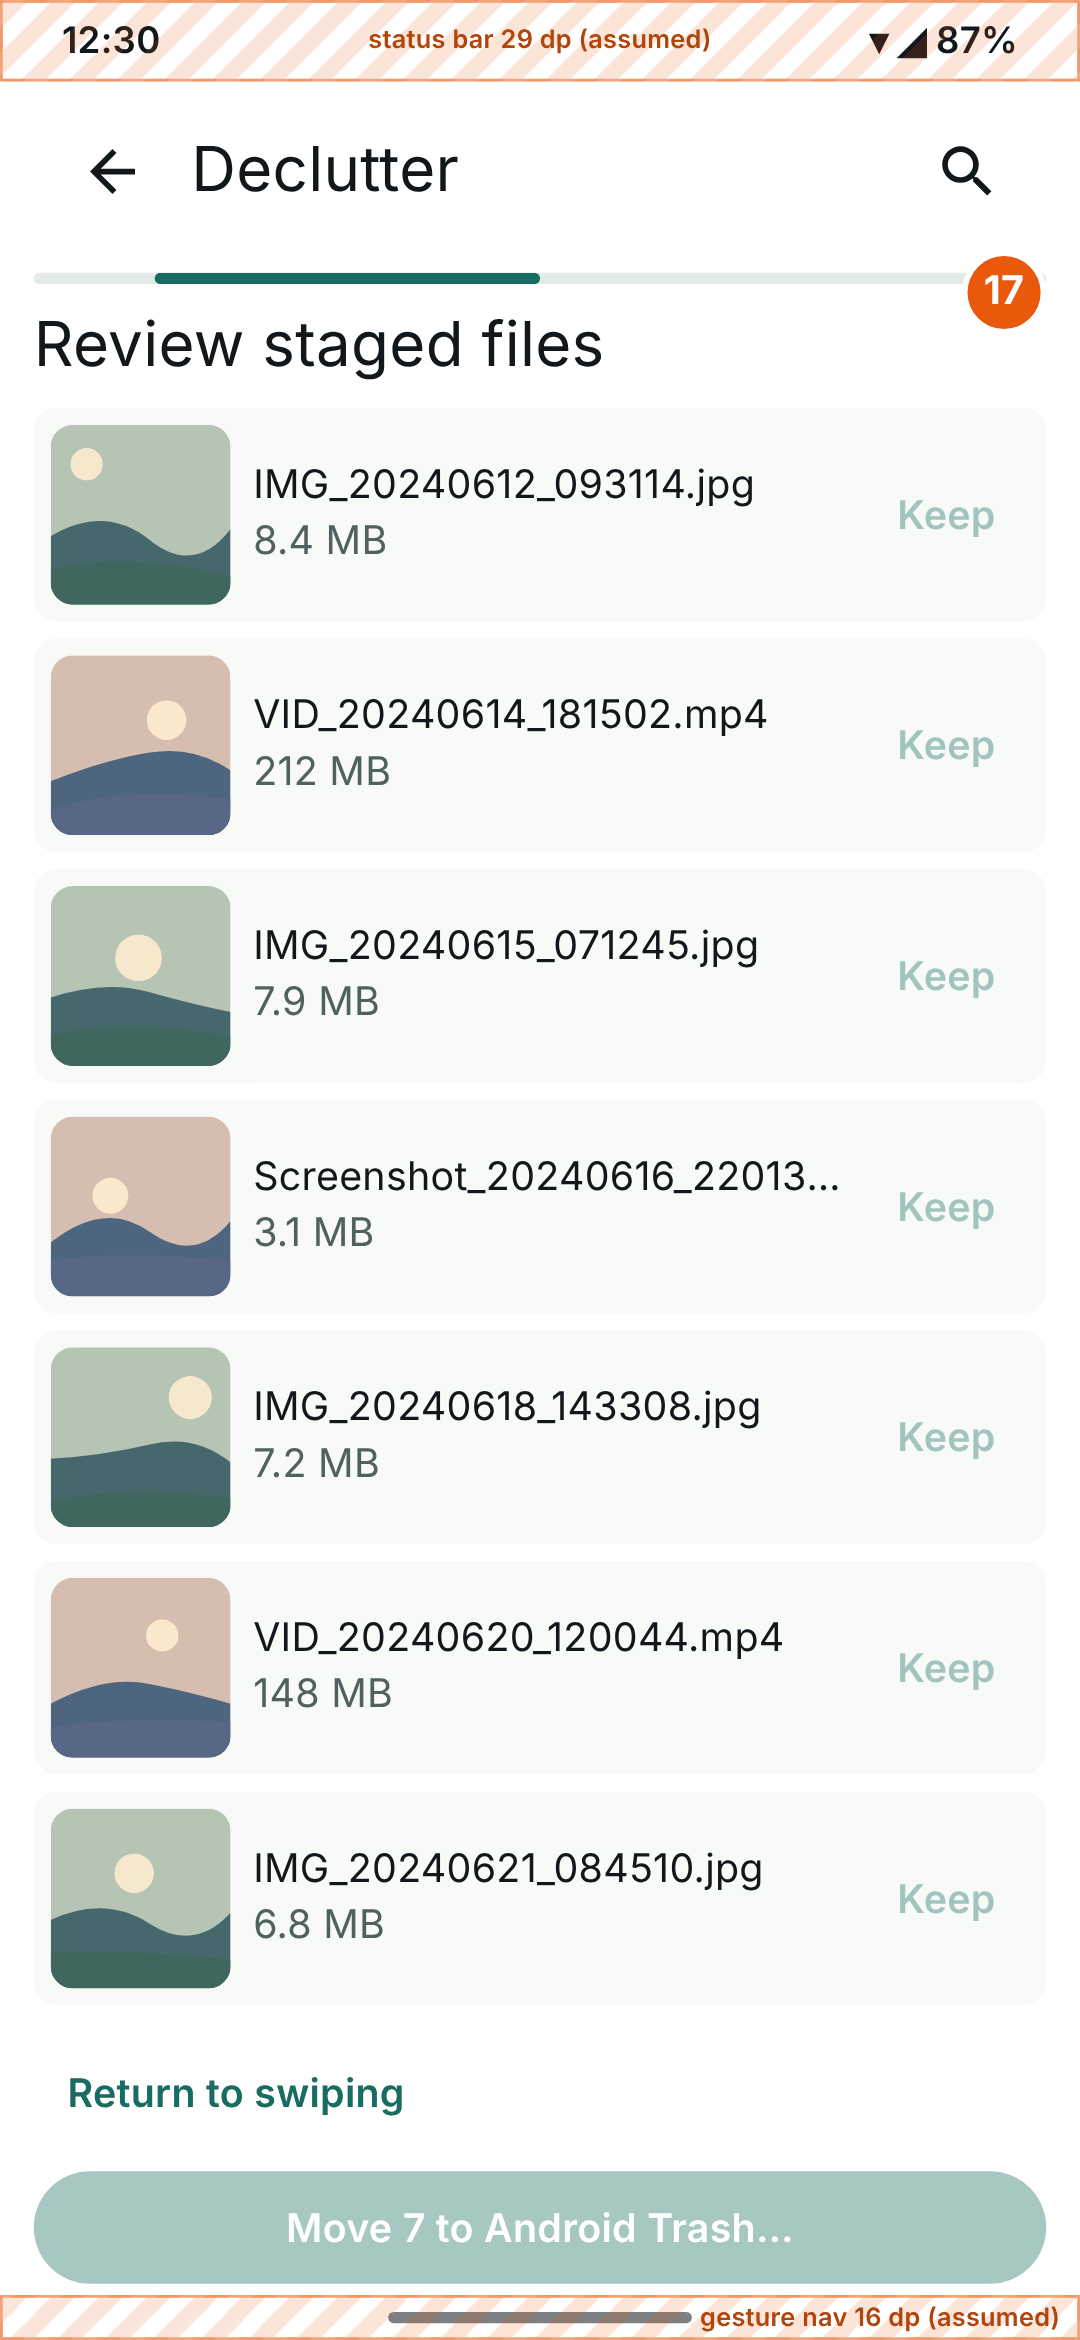 12:30 status bar 29 dp (assumed) 87%
Declutter
17
Review staged files
IMG_20240612_093114.jpg
8.4 MB
Keep
VID_20240614_181502.mp4
212 MB
Keep
IMG_20240615_071245.jpg
7.9 MB
Keep
Screenshot_20240616_22013...
3.1 MB
Keep
IMG_20240618_143308.jpg
7.2 MB
Keep
VID_20240620_120044.mp4
148 MB
Keep
IMG_20240621_084510.jpg
6.8 MB
Keep
Return to swiping
Move 7 to Android Trash...
gesture nav 16 dp (assumed)